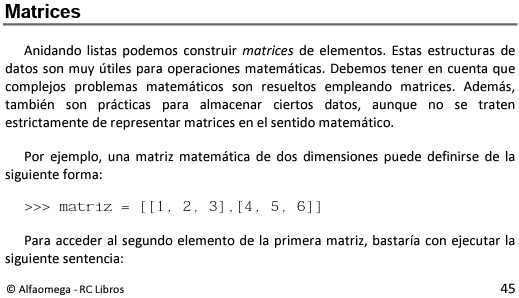 Matrices
Anidando listas podemos construir matrices de elementos. Estas estructuras de
datos son muy útiles para operaciones matemáticas. Debemos tener en cuenta que
complejos problemas matemáticos son resueltos empleando matrices. Además,
también son prácticas para almacenar ciertos datos, aunque no se traten
estrictamente de representar matrices en el sentido matemático.
Por ejemplo, una matriz matemática de dos dimensiones puede definirse de la
siguiente forma:
>>> matriz = [[1, 2, 3],[4, 5, 6]]
Para acceder al segundo elemento de la primera matriz, bastaría con ejecutar la
siguiente sentencia:
© Alfaomega - RC Libros 45